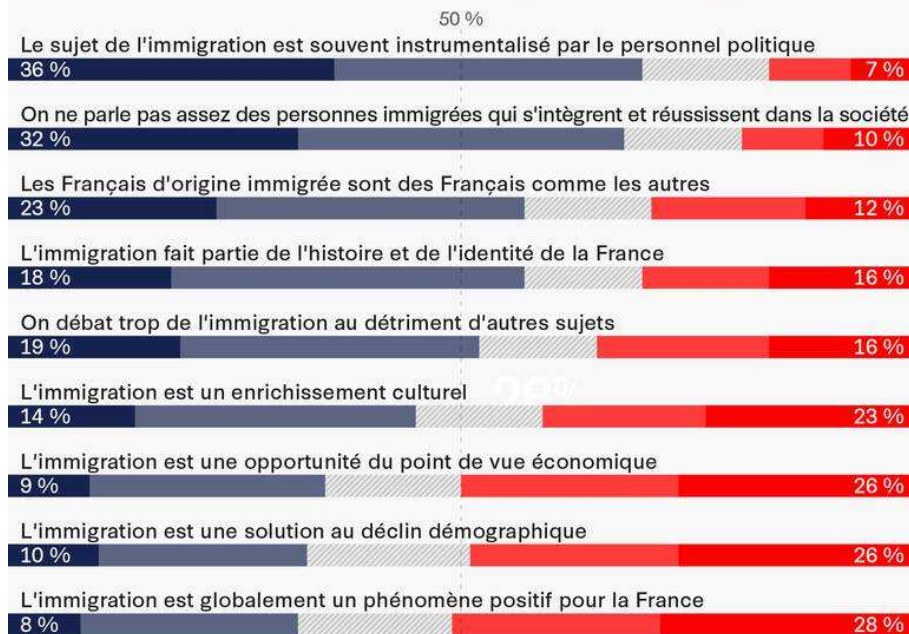 50 %
Le sujet de l'immigration est souvent instrumentalisé par le personnel politique
36 % 7 %
On ne parle pas assez des personnes immigrées qui s'intègrent et réussissent dans la société
32 % 10 %
Les Français d'origine immigrée sont des Français comme les autres
23 % 12 %
L'immigration fait partie de l'histoire et de l'identité de la France
18 % 16 %
On débat trop de l'immigration au détriment d'autres sujets
19 % 16 %
L'immigration est un enrichissement culturel
14 % 23 %
L'immigration est une opportunité du point de vue économique
9 % 26 %
L'immigration est une solution au déclin démographique
10 % 26 %
L'immigration est globalement un phénomène positif pour la France
8 % 28 %